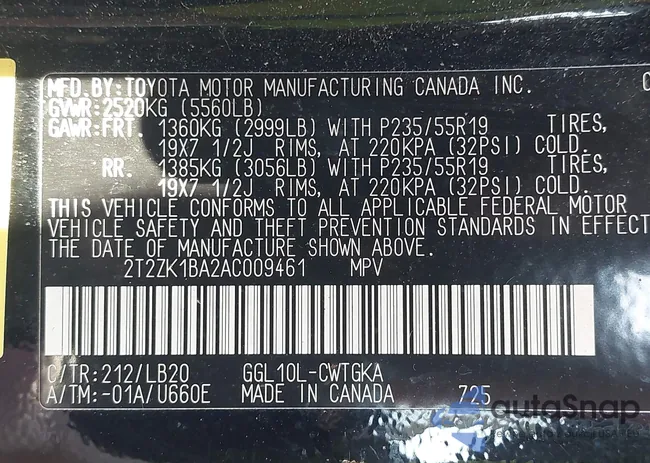 MFD.BY:TOYOTA MOTOR MANUFACTURING CANADA INC.
GVWR:2520KG (5560LB)
GAWR:FRT. 1360KG (2999LB) WITH P235/55R19 TIRES,
19X7 1/2J RIMS, AT 220KPA (32PSI) COLD.
RR. 1385KG (3056LB) WITH P235/55R19 TIRES,
19X7 1/2J RIMS, AT 220KPA (32PSI) COLD.
THIS VEHICLE CONFORMS TO ALL APPLICABLE FEDERAL MOTOR
VEHICLE SAFETY AND THEFT PREVENTION STANDARDS IN EFFECT
THE DATE OF MANUFACTURE SHOWN ABOVE.
2T2ZK1BA2AC009461 MPV
C/TR:212/LB20 GGL10L-CWTGKA
A/TM:-01A/U660E MADE IN CANADA 725
autoSnap